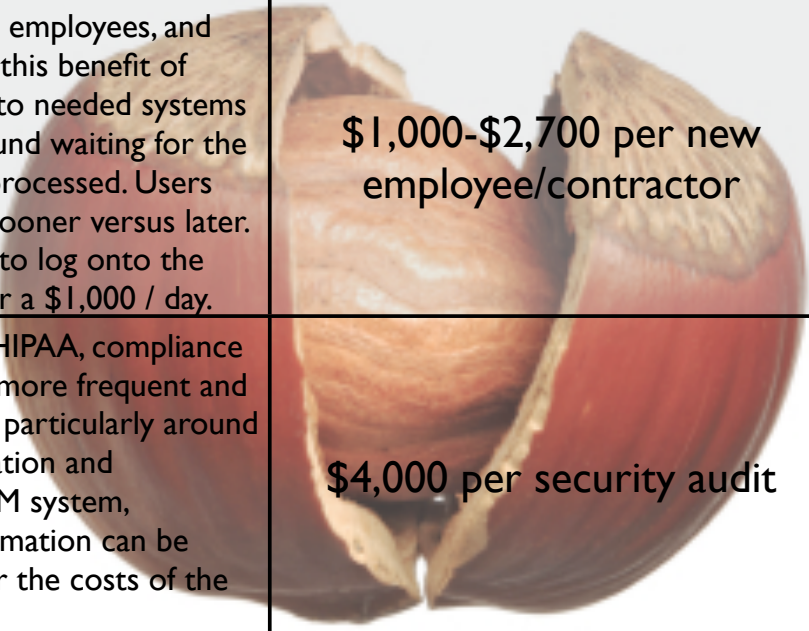 employees, and
this benefit of
to needed systems
und waiting for the
rocessed. Users
ooner versus later.
to log onto the
r a $1,000 / day.
$1,000-$2,700 per new
employee/contractor
HIPAA, compliance
more frequent and
particularly around
ation and
M system,
rmation can be
r the costs of the
$4,000 per security audit